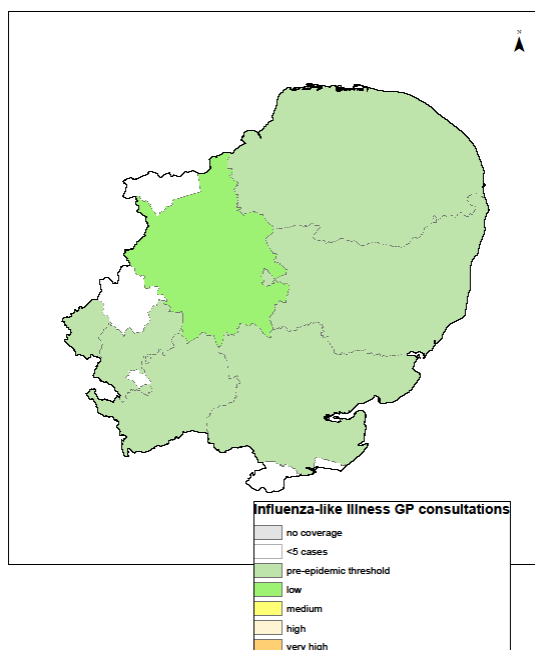 N
Influenza-like Illness GP consultations
no coverage
<5 cases
pre-epidemic threshold
low
medium
high
very high